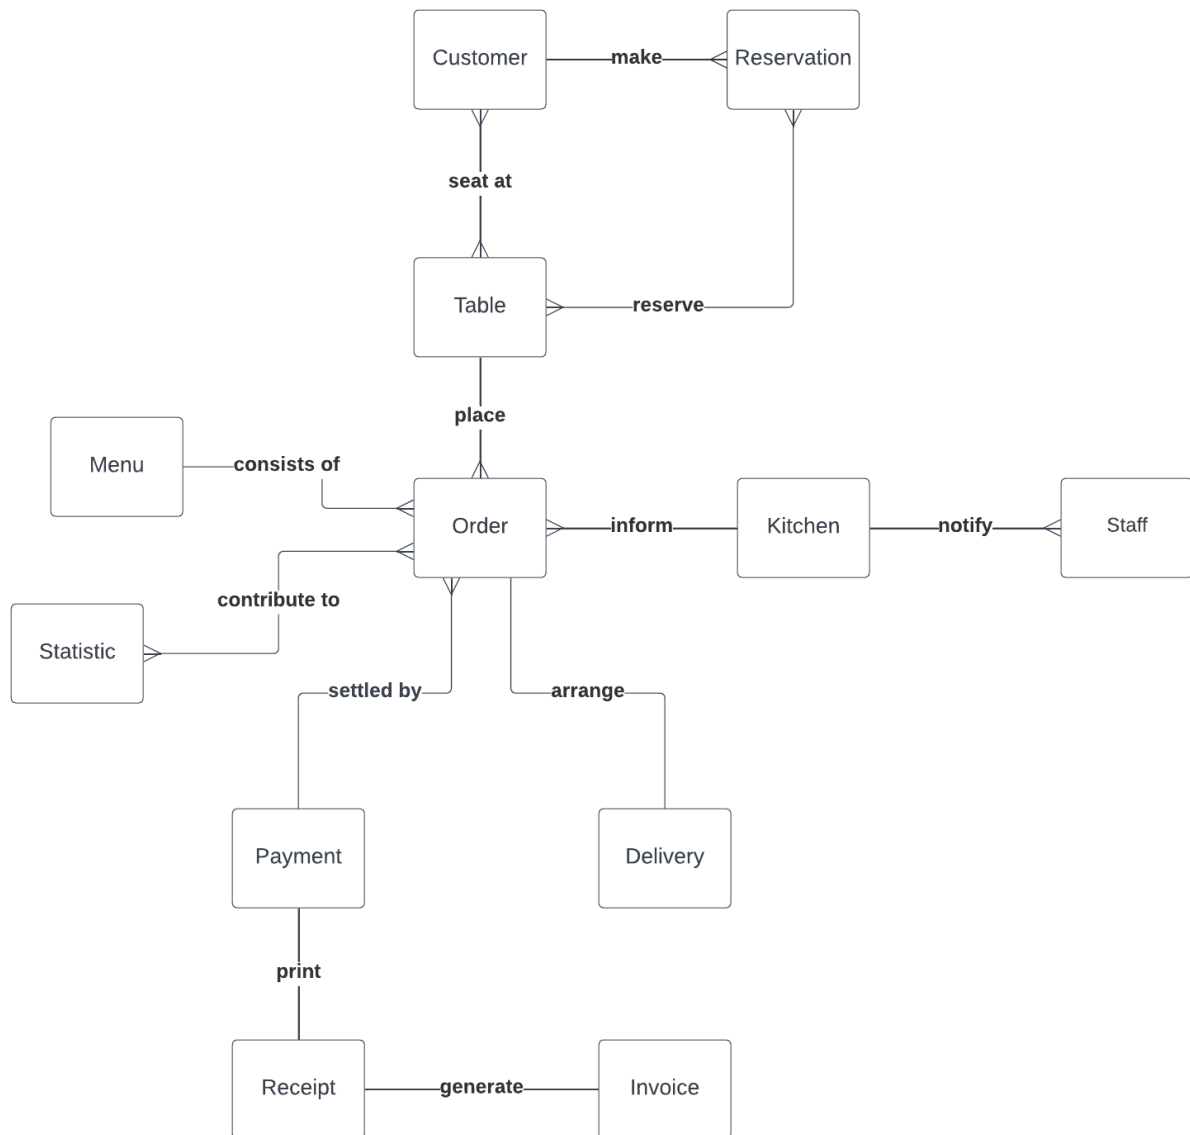 Customer
make
Reservation
seat at
Table
reserve
place
Menu
consists of
Order
inform
Kitchen
notify
Staff
contribute to
Statistic
settled by
arrange
Payment
Delivery
print
Receipt
generate
Invoice